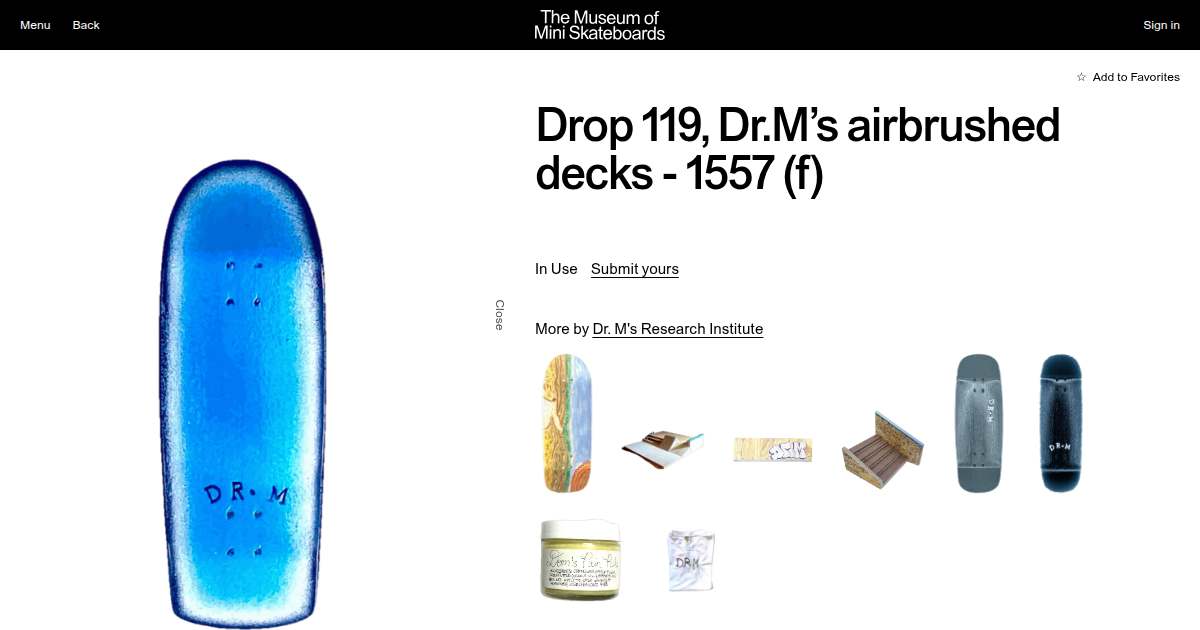 Menu
Back
The Museum of
Mini Skateboards
Sign in
☆ Add to Favorites
Drop 119, Dr.M’s airbrushed
decks - 1557 (f)
In Use
Submit yours
Close
More by Dr. M's Research Institute
DR. M
DR.M
DR.M
DRM